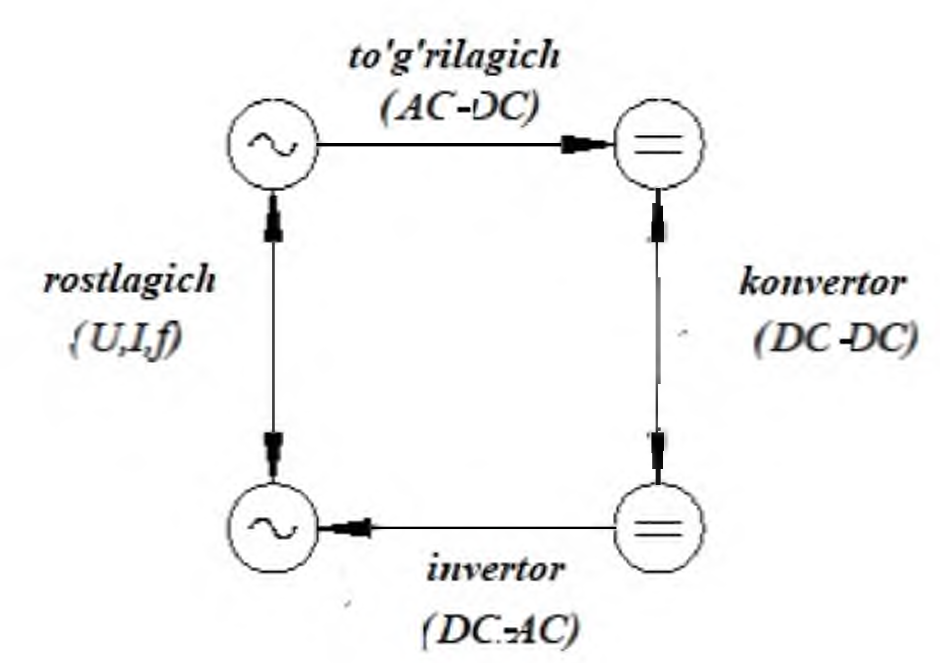 to'g'rilagich
(AC-DC)
rostlagich
(U,I,f)
konvertor
(DC-DC)
invertor
(DC-AC)